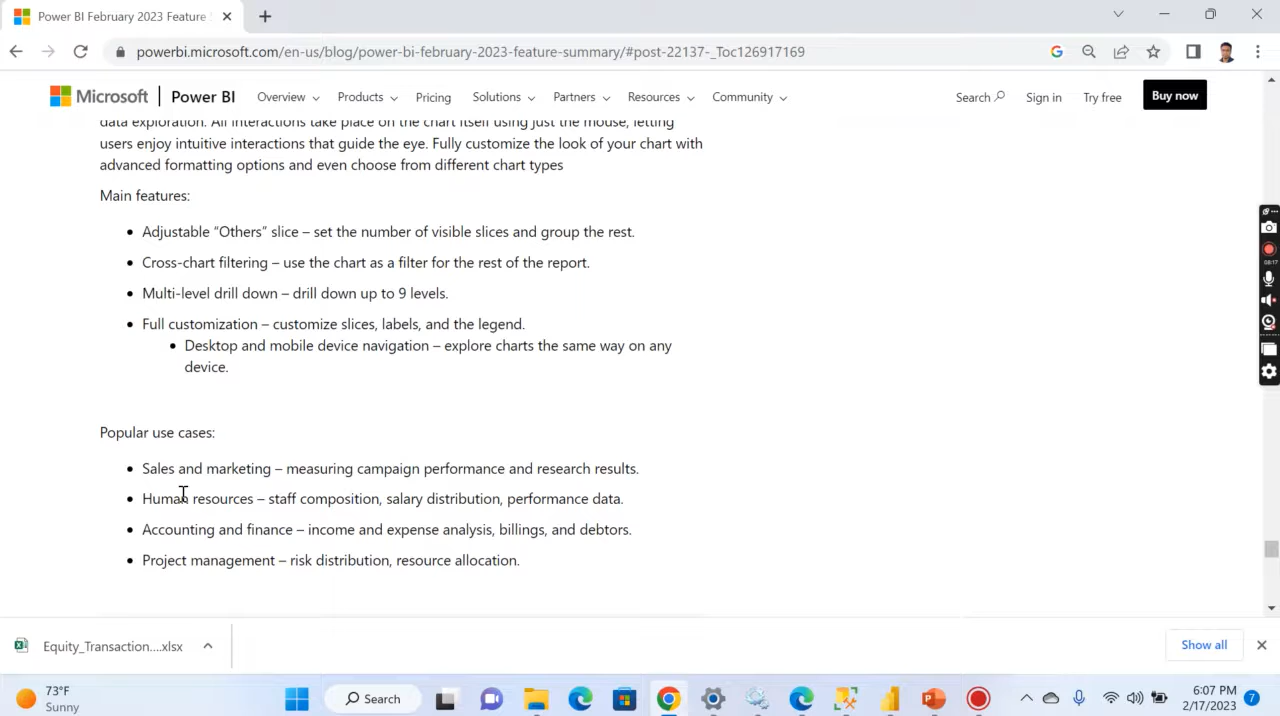 Power BI February 2023 Feature
powerbi.microsoft.com/en-us/blog/power-bi-february-2023-feature-summary/#post-22137-_Toc126917169
Microsoft Power BI Overview Products Pricing Solutions Partners Resources Community Search Sign in Try free Buy now
data exploration. All interactions take place on the chart itself using just the mouse, letting
users enjoy intuitive interactions that guide the eye. Fully customize the look of your chart with
advanced formatting options and even choose from different chart types
Main features:
• Adjustable “Others” slice – set the number of visible slices and group the rest.
• Cross-chart filtering – use the chart as a filter for the rest of the report.
• Multi-level drill down – drill down up to 9 levels.
• Full customization – customize slices, labels, and the legend.
• Desktop and mobile device navigation – explore charts the same way on any
device.
Popular use cases:
• Sales and marketing – measuring campaign performance and research results.
• Human resources – staff composition, salary distribution, performance data.
• Accounting and finance – income and expense analysis, billings, and debtors.
• Project management – risk distribution, resource allocation.
08:17
Equity_Transaction....xlsx
Show all
73°F
Sunny
Search
6:07 PM
2/17/2023
7